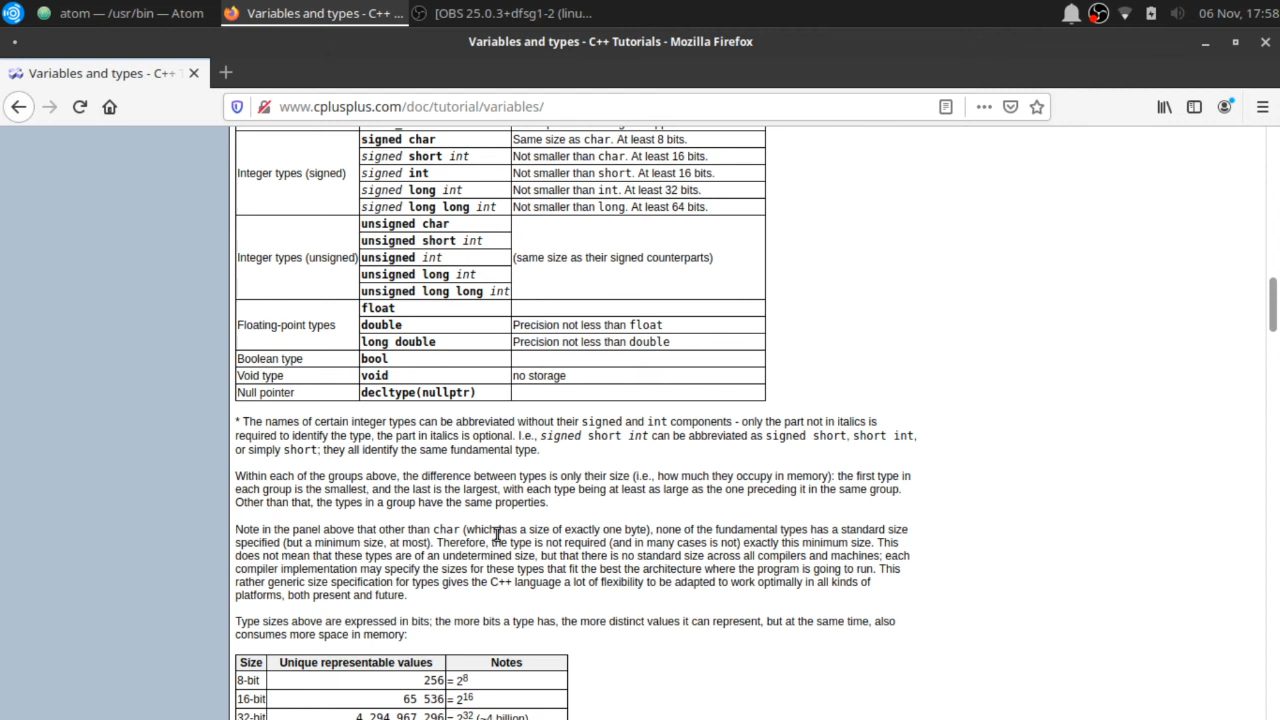 atom — /usr/bin — Atom
Variables and types - C++ ...
[OBS 25.0.3+dfsg1-2 (linu...
06 Nov, 17:58
Variables and types - C++ Tutorials - Mozilla Firefox
Variables and types - C++ T
www.cplusplus.com/doc/tutorial/variables/
Integer types (signed)
signed char Same size as char. At least 8 bits.
signed short int Not smaller than char. At least 16 bits.
signed int Not smaller than short. At least 16 bits.
signed long int Not smaller than int. At least 32 bits.
signed long long int Not smaller than long. At least 64 bits.
Integer types (unsigned)
unsigned char
unsigned short int
unsigned int
unsigned long int
unsigned long long int
(same size as their signed counterparts)
Floating-point types
float
double Precision not less than float
long double Precision not less than double
Boolean type bool
Void type void no storage
Null pointer decltype(nullptr)
* The names of certain integer types can be abbreviated without their signed and int components - only the part not in italics is
required to identify the type, the part in italics is optional. I.e., signed short int can be abbreviated as signed short, short int,
or simply short; they all identify the same fundamental type.
Within each of the groups above, the difference between types is only their size (i.e., how much they occupy in memory): the first type in
each group is the smallest, and the last is the largest, with each type being at least as large as the one preceding it in the same group.
Other than that, the types in a group have the same properties.
Note in the panel above that other than char (which has a size of exactly one byte), none of the fundamental types has a standard size
specified (but a minimum size, at most). Therefore, the type is not required (and in many cases is not) exactly this minimum size. This
does not mean that these types are of an undetermined size, but that there is no standard size across all compilers and machines; each
compiler implementation may specify the sizes for these types that fit the best the architecture where the program is going to run. This
rather generic size specification for types gives the C++ language a lot of flexibility to be adapted to work optimally in all kinds of
platforms, both present and future.
Type sizes above are expressed in bits; the more bits a type has, the more distinct values it can represent, but at the same time, also
consumes more space in memory:
Size Unique representable values Notes
8-bit 256 = 2⁸
16-bit 65 536 = 2¹⁶
32-bit 4 294 967 296 = 2³² (~4 billion)